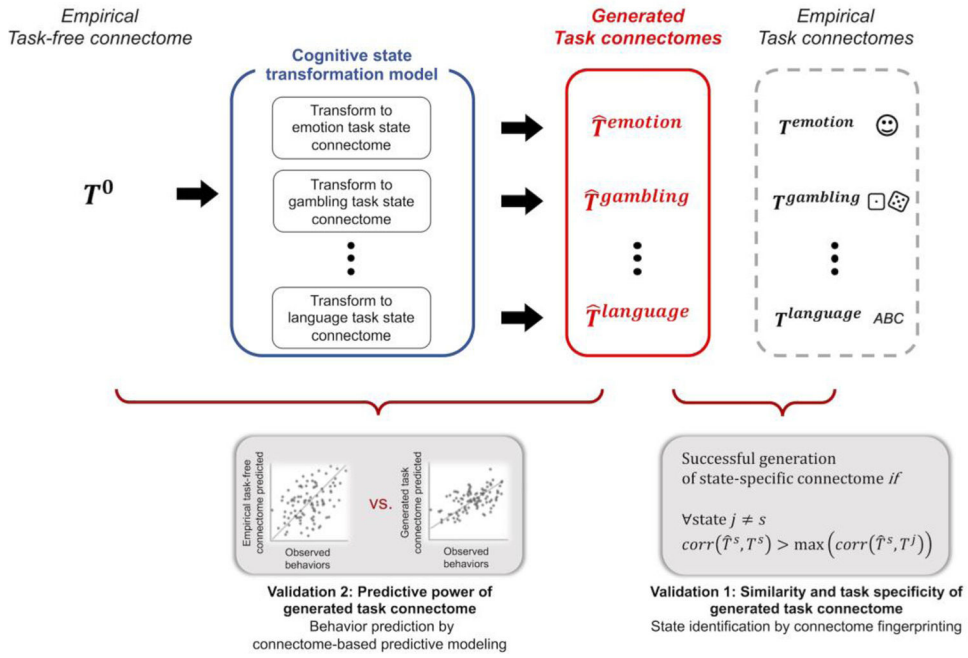 Empirical
Task-free connectome
Generated
Task connectomes
Empirical
Task connectomes
Cognitive state
transformation model
Transform to
emotion task state
connectome
Transform to
gambling task state
connectome
Transform to
language task state
connectome
T⁰
T̂^emotion
T̂^gambling
T̂^language
T^emotion
T^gambling
T^language ABC
Empirical task-free
connectome predicted
Observed
behaviors
vs.
Generated task
connectome predicted
Observed
behaviors
Validation 2: Predictive power of
generated task connectome
Behavior prediction by
connectome-based predictive modeling
Successful generation
of state-specific connectome if
∀state j ≠ s
corr(T̂^s, T^s) > max(corr(T̂^s, T^j))
Validation 1: Similarity and task specificity of
generated task connectome
State identification by connectome fingerprinting